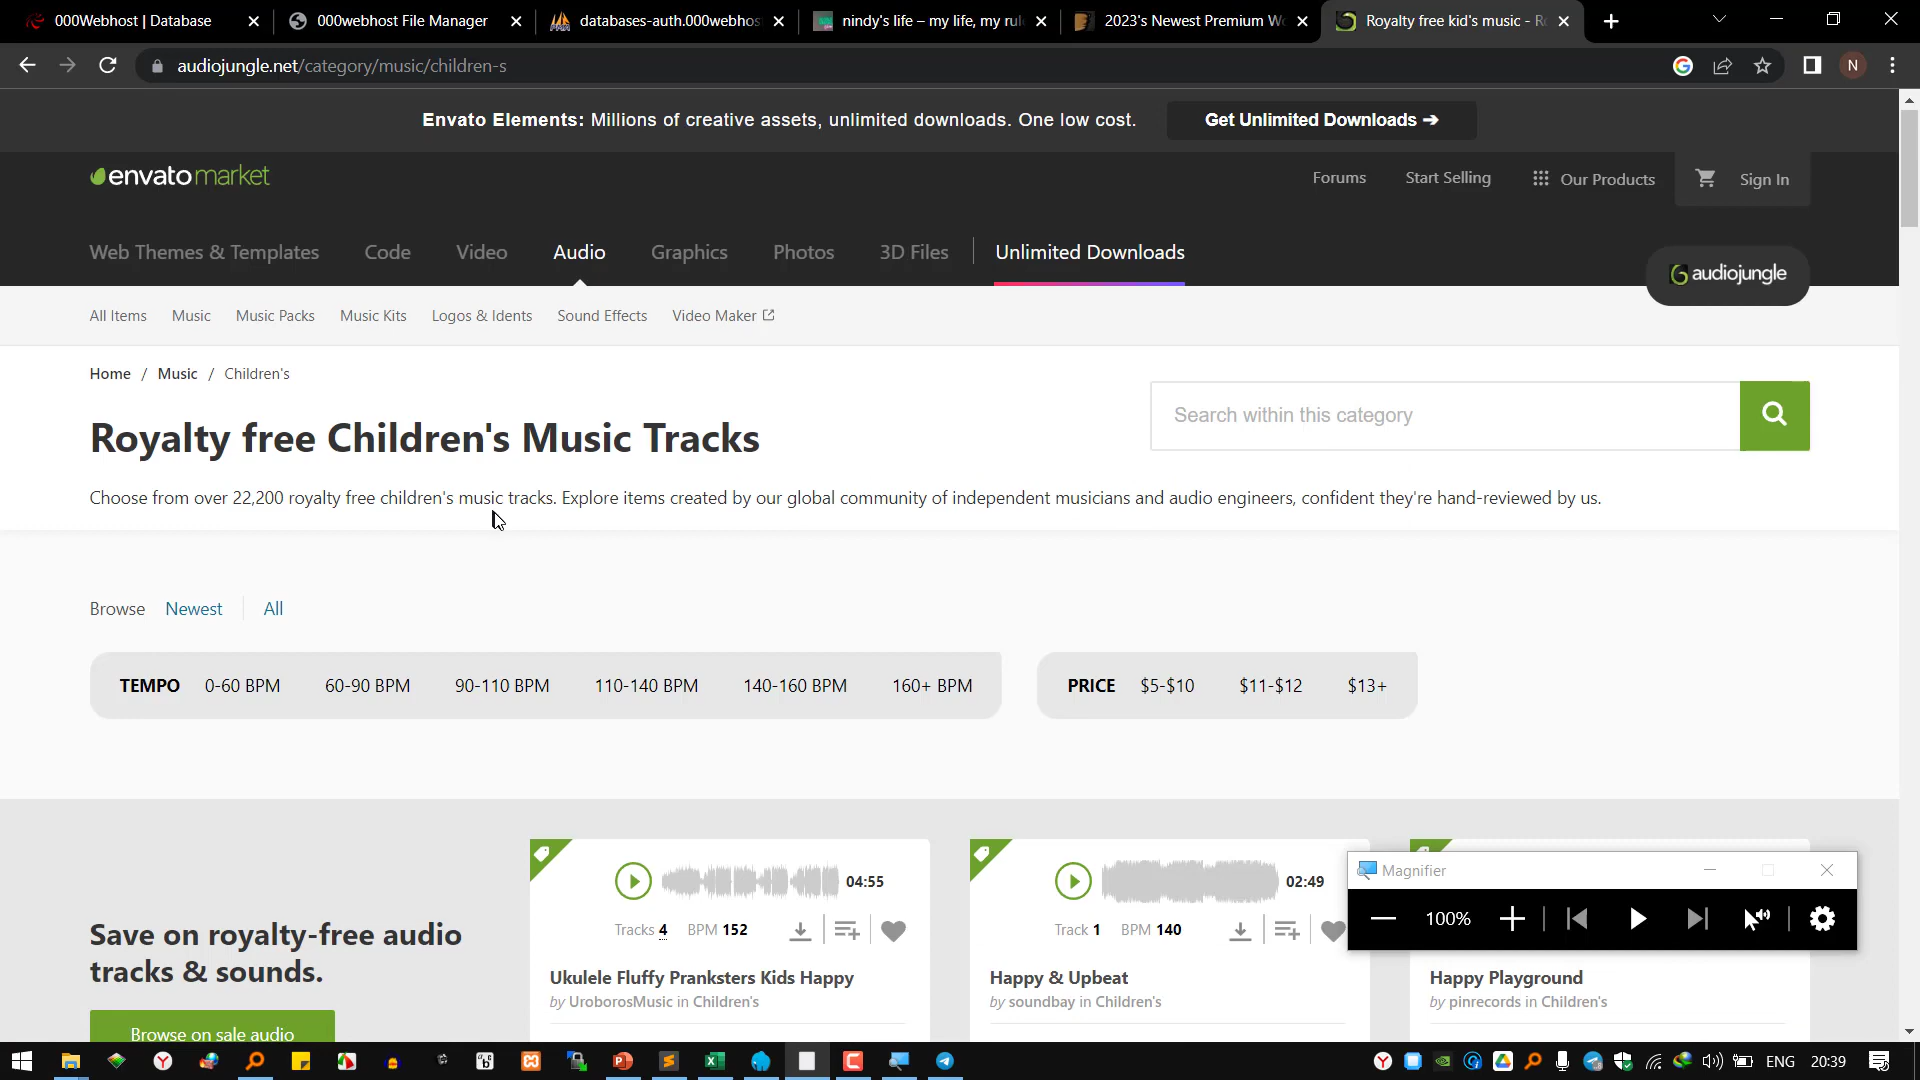 000Webhost | Database
000webhost File Manager
databases-auth.000webhos
nindy's life – my life, my rul
2023's Newest Premium W
Royalty free kid's music - R
audiojungle.net/category/music/children-s
N
Envato Elements: Millions of creative assets, unlimited downloads. One low cost.
Get Unlimited Downloads ➔
envato market
Forums
Start Selling
Our Products
Sign In
Web Themes & Templates
Code
Video
Audio
Graphics
Photos
3D Files
Unlimited Downloads
audiojungle
All Items
Music
Music Packs
Music Kits
Logos & Idents
Sound Effects
Video Maker
Home / Music / Children's
Search within this category
Royalty free Children's Music Tracks
Choose from over 22,200 royalty free children's music tracks. Explore items created by our global community of independent musicians and audio engineers, confident they're hand-reviewed by us.
Browse Newest All
TEMPO 0-60 BPM 60-90 BPM 90-110 BPM 110-140 BPM 140-160 BPM 160+ BPM
PRICE $5-$10 $11-$12 $13+
Save on royalty-free audio
tracks & sounds.
Browse on sale audio
04:55
Tracks 4 BPM 152
Ukulele Fluffy Pranksters Kids Happy
by UroborosMusic in Children's
02:49
Track 1 BPM 140
Happy & Upbeat
by soundbay in Children's
Magnifier
100%
Happy Playground
by pinrecords in Children's
ENG
20:39